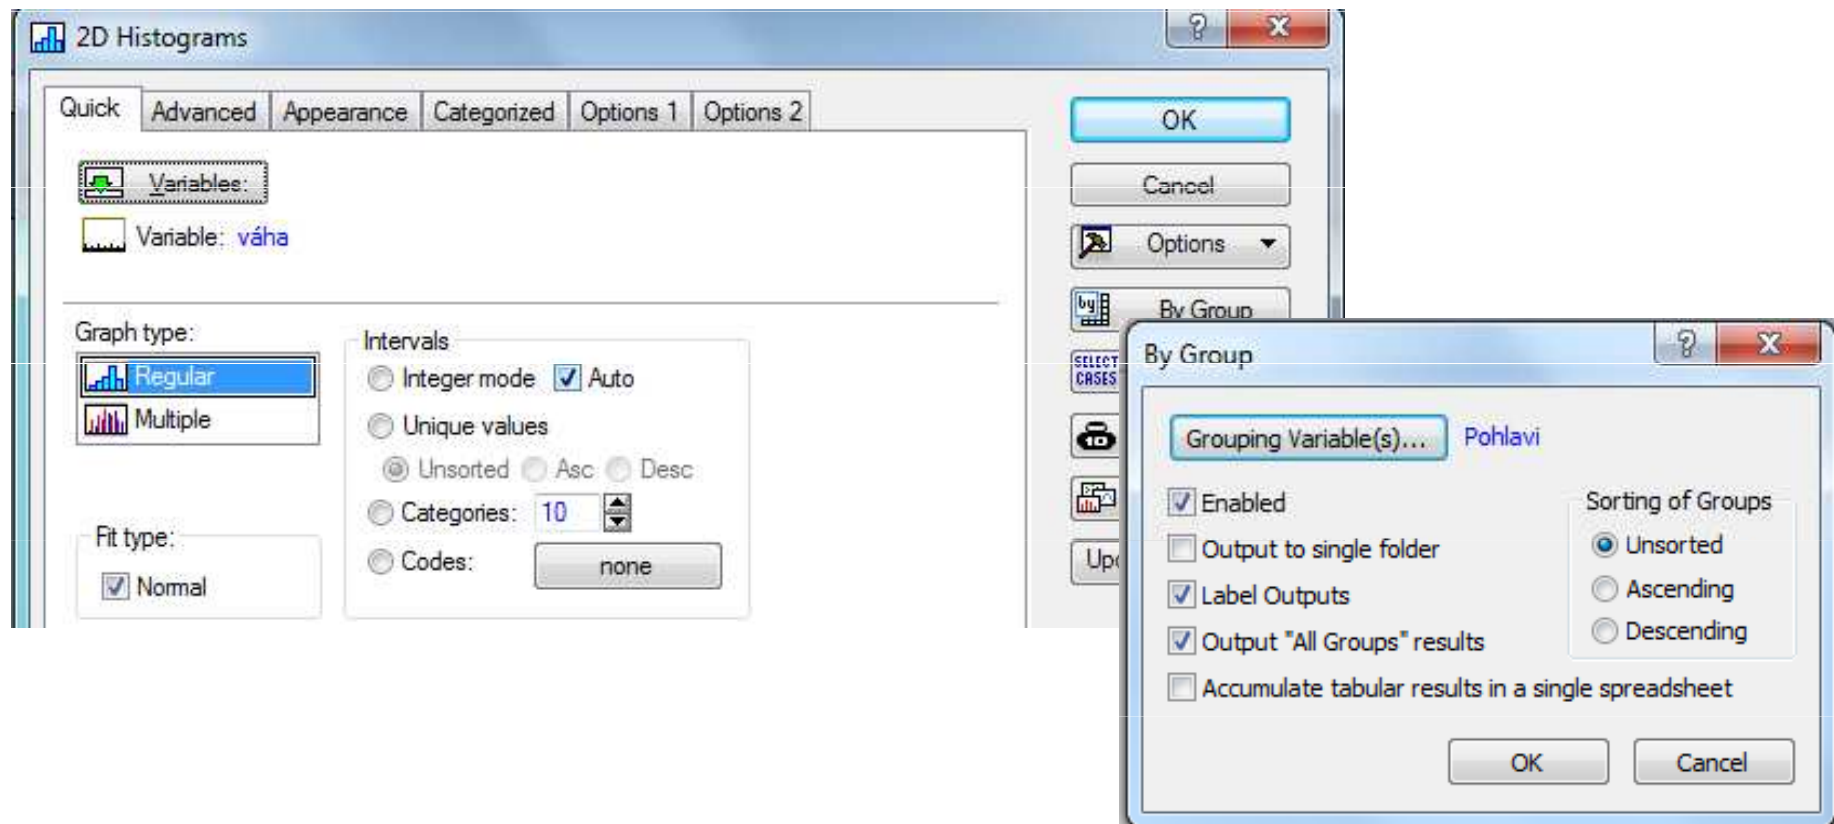 2D Histograms
Quick Advanced Appearance Categorized Options 1 Options 2
OK
Variables:
Cancel
Variable: váha
Options
by By Group
Graph type:
Regular
Multiple
Intervals
Integer mode Auto
Unique values
Unsorted Asc Desc
Categories: 10
Codes: none
Fit type:
Normal
SELECT
CASES
By Group
Grouping Variable(s)... Pohlavi
Enabled
Output to single folder
Label Outputs
Output "All Groups" results
Accumulate tabular results in a single spreadsheet
Sorting of Groups
Unsorted
Ascending
Descending
OK Cancel